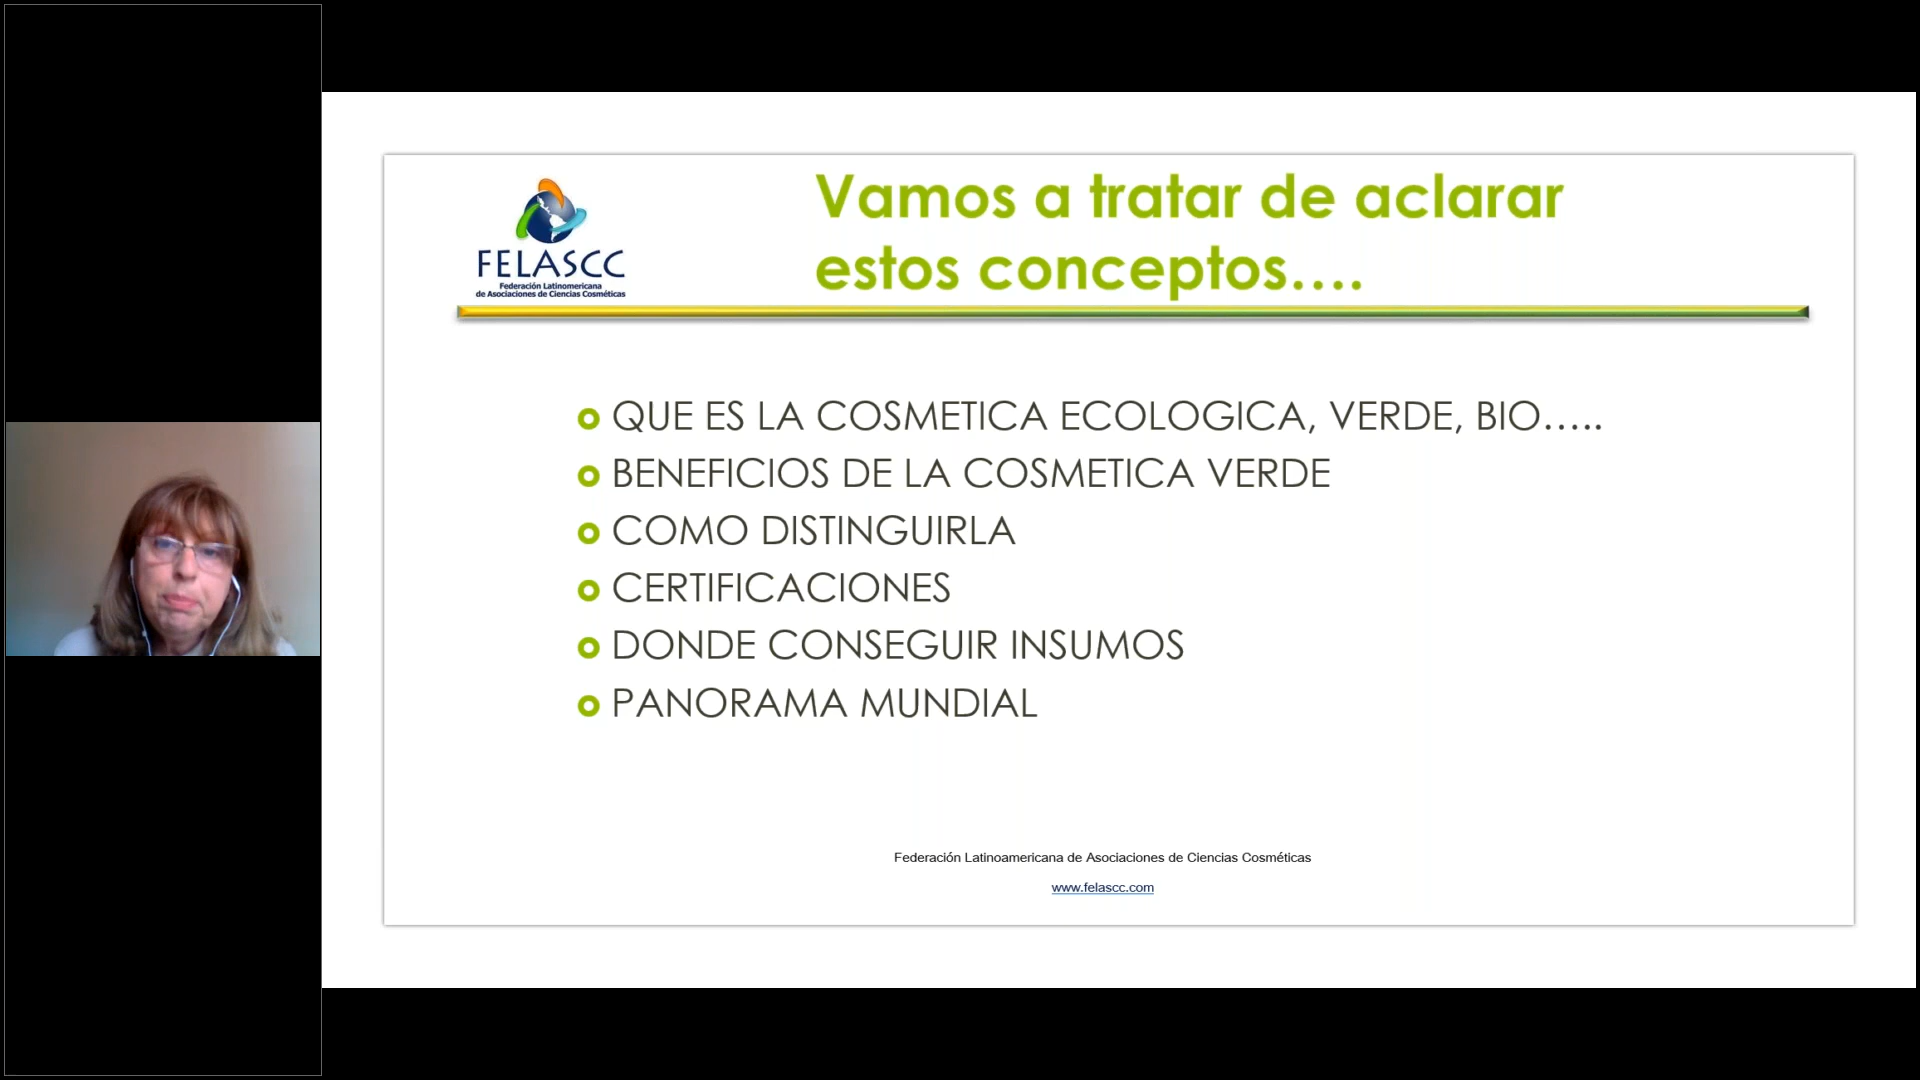 Vamos a tratar de aclarar
estos conceptos....
FELASCC
Federación Latinomericana
de Asociaciones de Ciencias Cosméticas
QUE ES LA COSMETICA ECOLOGICA, VERDE, BIO.....
BENEFICIOS DE LA COSMETICA VERDE
COMO DISTINGUIRLA
CERTIFICACIONES
DONDE CONSEGUIR INSUMOS
PANORAMA MUNDIAL
Federación Latinoamericana de Asociaciones de Ciencias Cosméticas
www.felascc.com